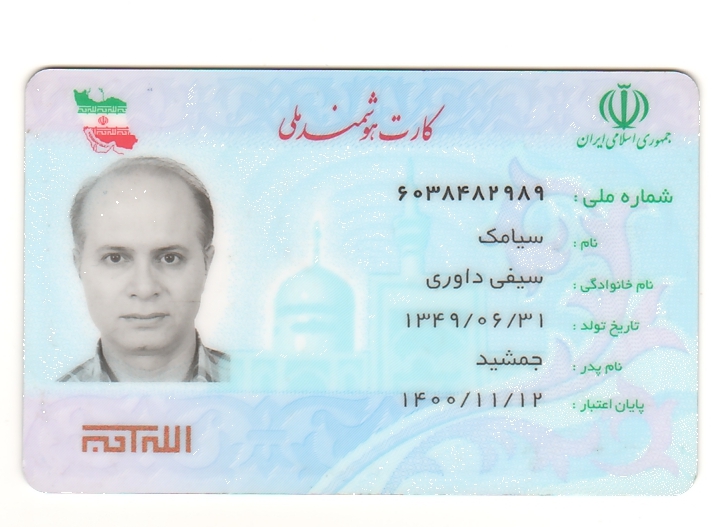 جمهوری اسلامی ایران
کارت هوشمند ملی
شماره ملی : ۶۰۳۸۴۸۲۹۸۹
نام : سیامک
نام خانوادگی : سیفی داوری
تاریخ تولد : ۱۳۴۹/۰۶/۳۱
نام پدر : جمشید
پایان اعتبار : ۱۴۰۰/۱۱/۱۲
الله اکبر